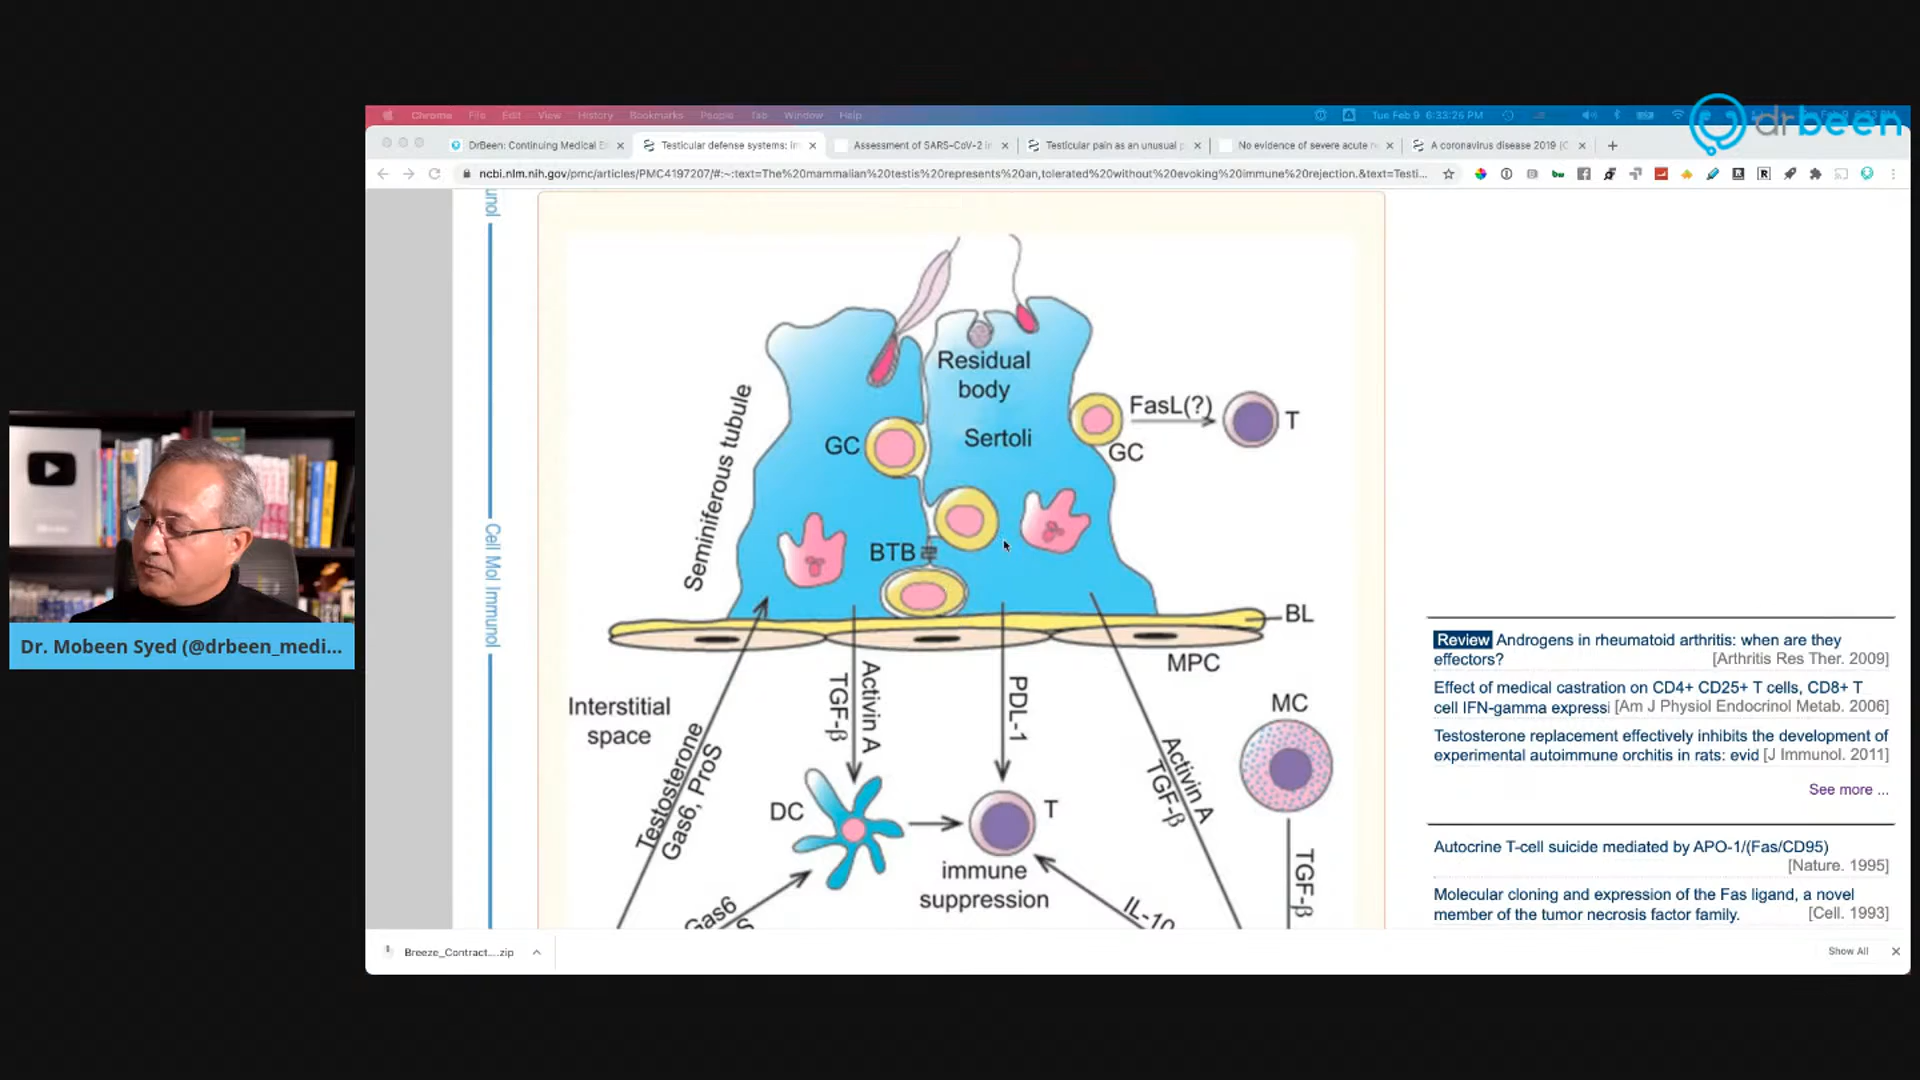 Chrome File Edit View History Bookmarks People Tab Window Help
Tue Feb 9 6:33:26 PM
drbeen
DrBeen: Continuing Medical E
Testicular defense systems: i
Assessment of SARS-CoV-2 i
Testicular pain as an unusual p
No evidence of severe acute r
A coronavirus disease 2019 (
ncbi.nlm.nih.gov/pmc/articles/PMC4197207/#:~:text=The%20mammalian%20testis%20represents%20an,tolerated%20without%20evoking%20immune%20rejection.&text=Testi...
unol
Cell Mol Immunol
Residual
body
Sertoli
Seminiferous tubule
GC
FasL(?)
T
GC
BTB
BL
MPC
Interstitial
space
Testosterone
Gas6, ProS
Activin A
TGF-β
PDL-1
Activin A
TGF-β
MC
TGF-β
DC
T
immune
suppression
Gas6
IL-10
Review Androgens in rheumatoid arthritis: when are they
effectors? [Arthritis Res Ther. 2009]
Effect of medical castration on CD4+ CD25+ T cells, CD8+ T
cell IFN-gamma expressi [Am J Physiol Endocrinol Metab. 2006]
Testosterone replacement effectively inhibits the development of
experimental autoimmune orchitis in rats: evid [J Immunol. 2011]
See more ...
Autocrine T-cell suicide mediated by APO-1/(Fas/CD95)
[Nature. 1995]
Molecular cloning and expression of the Fas ligand, a novel
member of the tumor necrosis factor family. [Cell. 1993]
Dr. Mobeen Syed (@drbeen_medi...
Breeze_Contract....zip
Show All